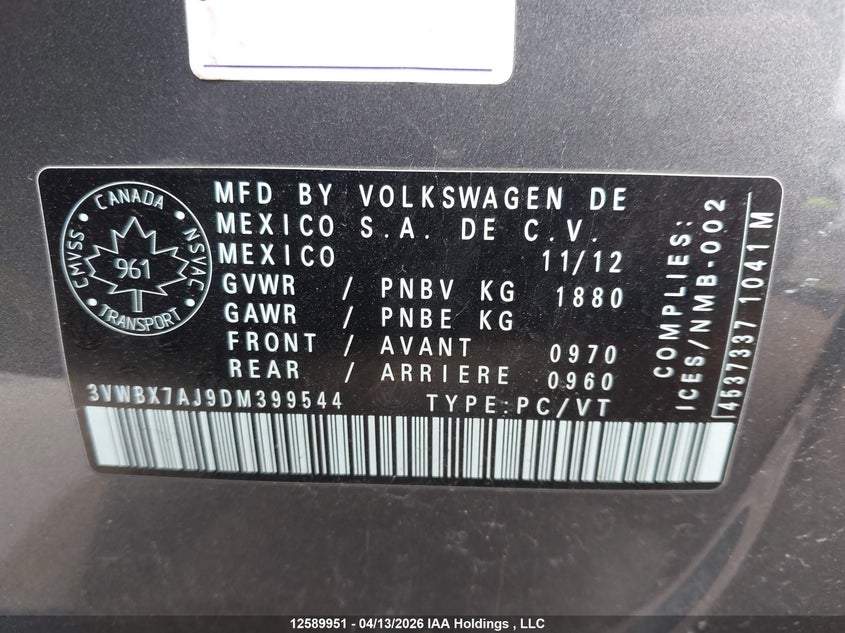 CANADA
CMVSS
NSVAC
961
TRANSPORT
MFD BY VOLKSWAGEN DE
MEXICO S.A. DE C.V.
MEXICO 11/12
GVWR / PNBV KG 1880
GAWR / PNBE KG
FRONT / AVANT 0970
REAR / ARRIERE 0960
3VWBX7AJ9DM399544 TYPE:PC/VT
COMPLIES:
ICES/NMB-002
4537337 1041 M
12589951 - 04/13/2026 IAA Holdings , LLC